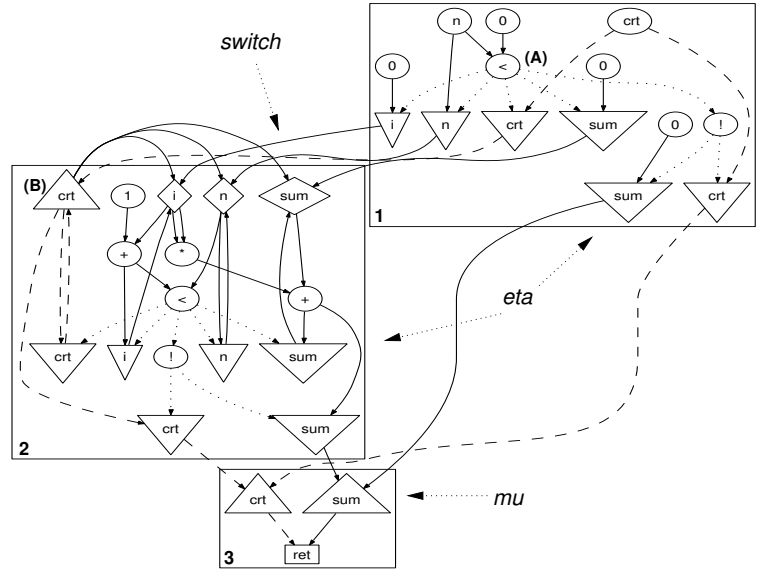 n 0 crt
switch
0 < (A) 0
i n crt sum 0 !
(B) crt 1 i n sum
sum crt
1
+ *
< +
eta
crt i ! n sum
crt sum
2
crt sum
mu
3 ret